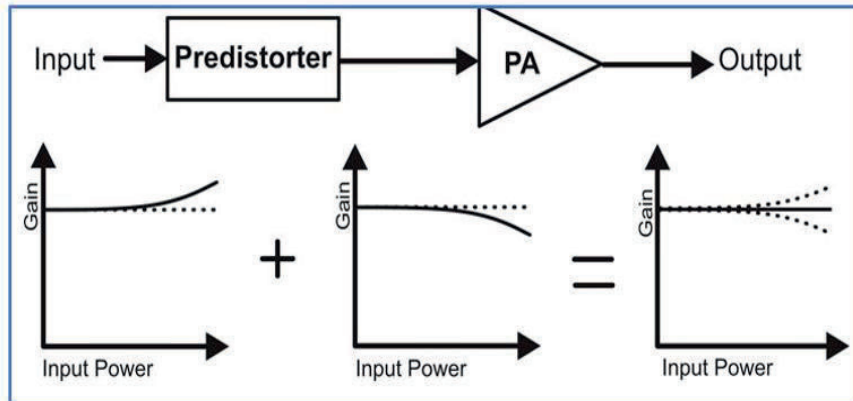 Input
Predistorter
PA
Output
Gain
Input Power
+
Gain
Input Power
=
Gain
Input Power